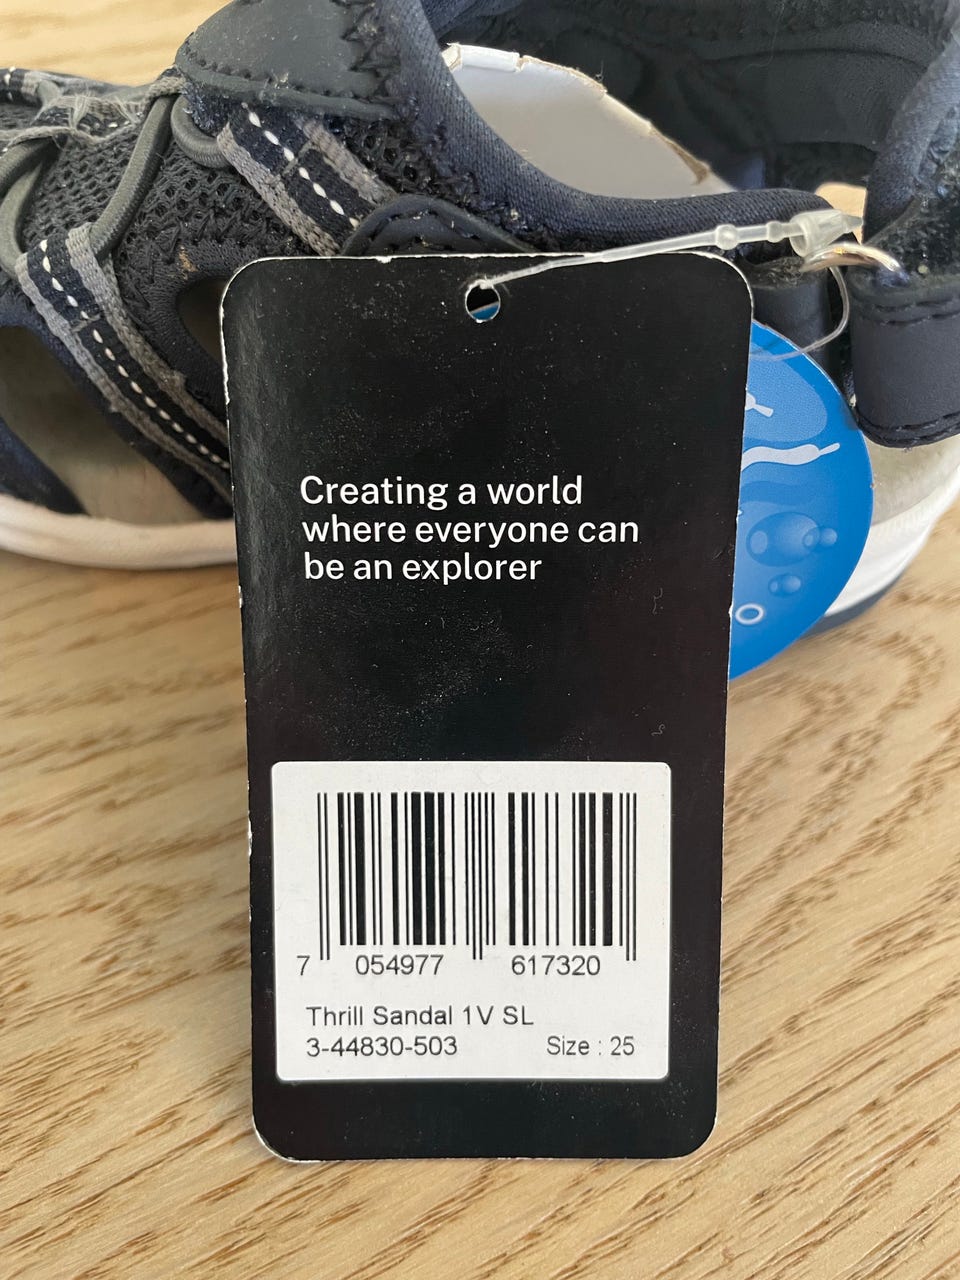 Creating a world
where everyone can
be an explorer
7 054977 617320
Thrill Sandal 1V SL
3-44830-503 Size : 25